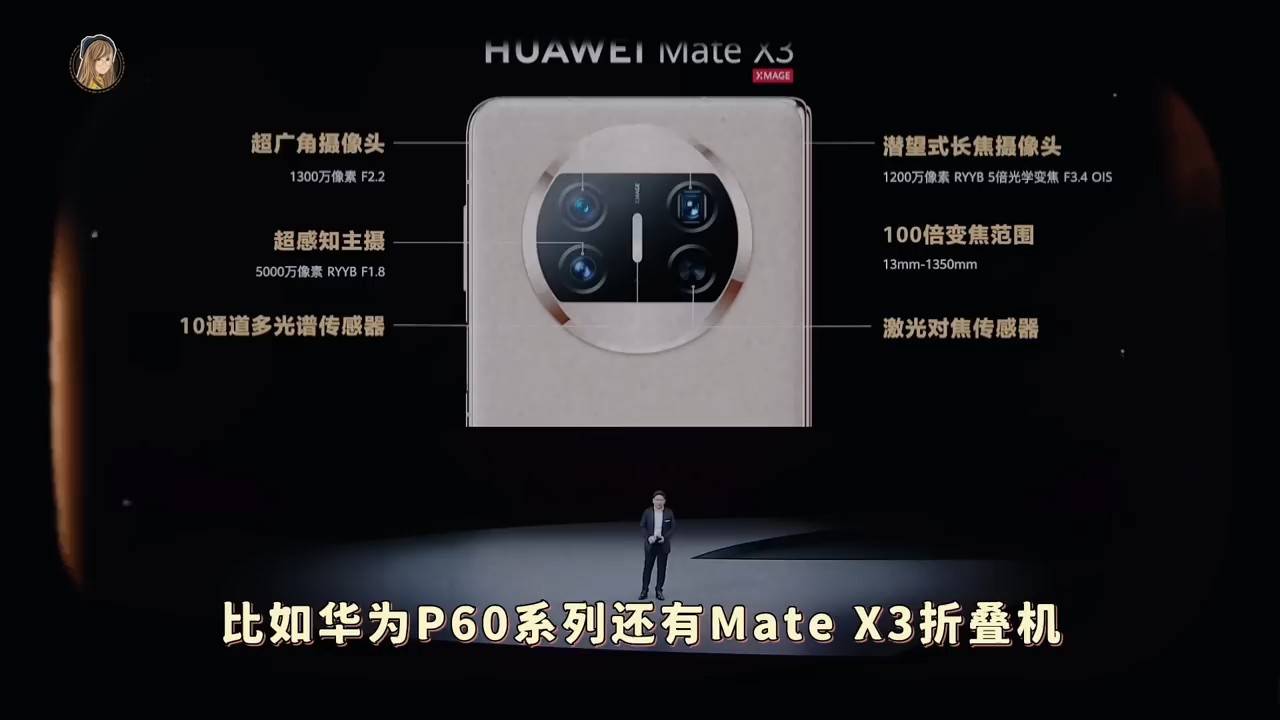 HUAWEI Mate X3
XMAGE
超广角摄像头
1300万像素 F2.2
超感知主摄
5000万像素 RYYB F1.8
10通道多光谱传感器
XMAGE
潜望式长焦摄像头
1200万像素 RYYB 5倍光学变焦 F3.4 OIS
100倍变焦范围
13mm-1350mm
激光对焦传感器
比如华为P60系列还有Mate X3折叠机